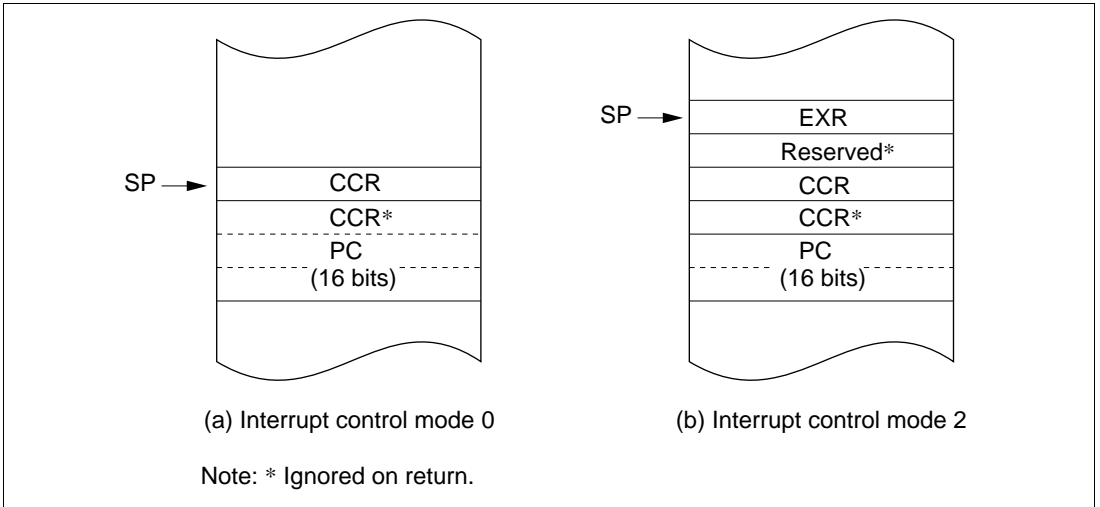 SP
CCR
CCR*
PC
(16 bits)
(a) Interrupt control mode 0
SP
EXR
Reserved*
CCR
CCR*
PC
(16 bits)
(b) Interrupt control mode 2
Note: * Ignored on return.